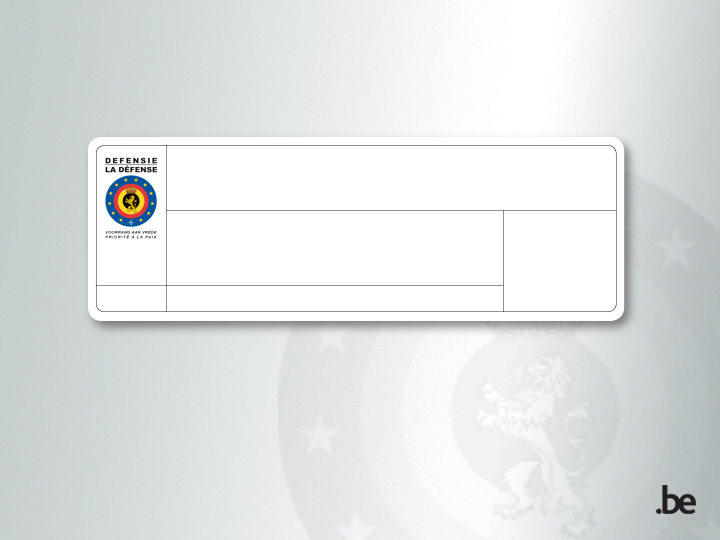 DEFENSIE
LA DÉFENSE
VOORRANG AAN VREDE
PRIORITÉ À LA PAIX
.be